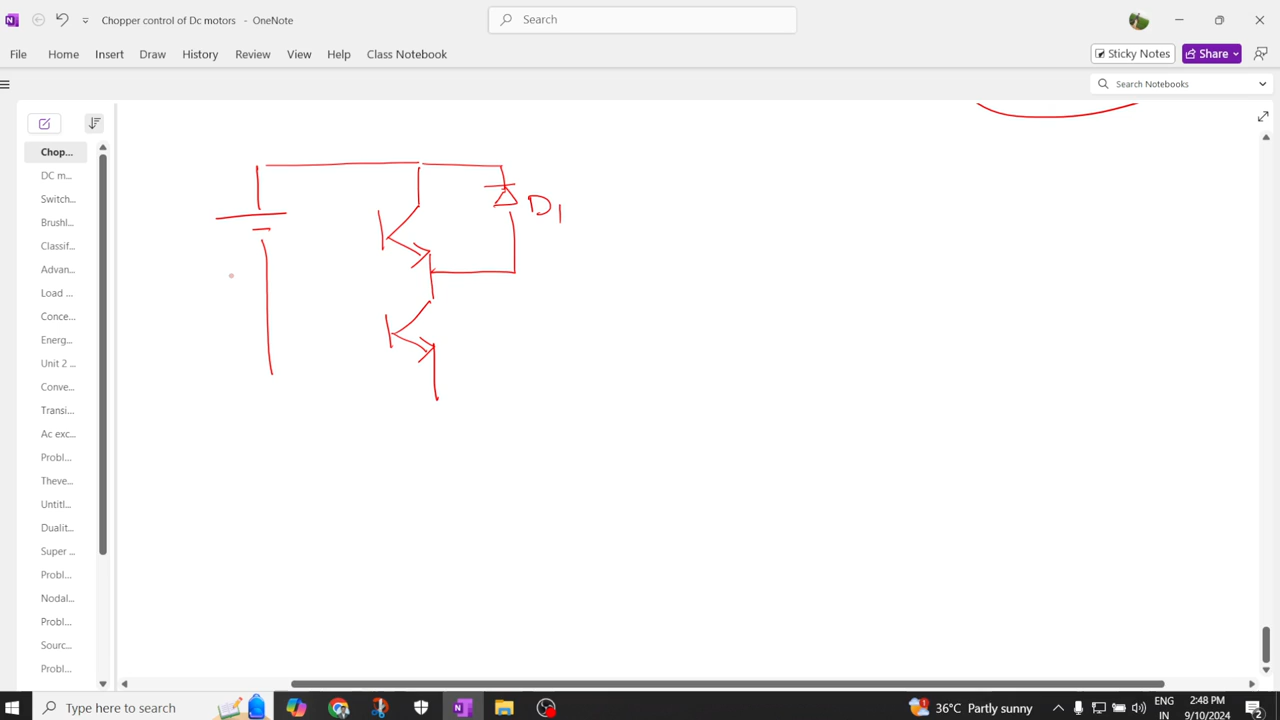 Chopper control of Dc motors - OneNote
Search
File Home Insert Draw History Review View Help Class Notebook
Sticky Notes
Share
Search Notebooks
Chop...
DC m...
Switch...
Brushl...
Classif...
Advan...
Load ...
Conce...
Energ...
Unit 2 ...
Conve...
Transi...
Ac exc...
Probl...
Theve...
Untitl...
Dualit...
Super ...
Probl...
Nodal...
Probl...
Sourc...
Probl...
D1
Type here to search
36°C Partly sunny
ENG
IN
2:48 PM
9/10/2024
2